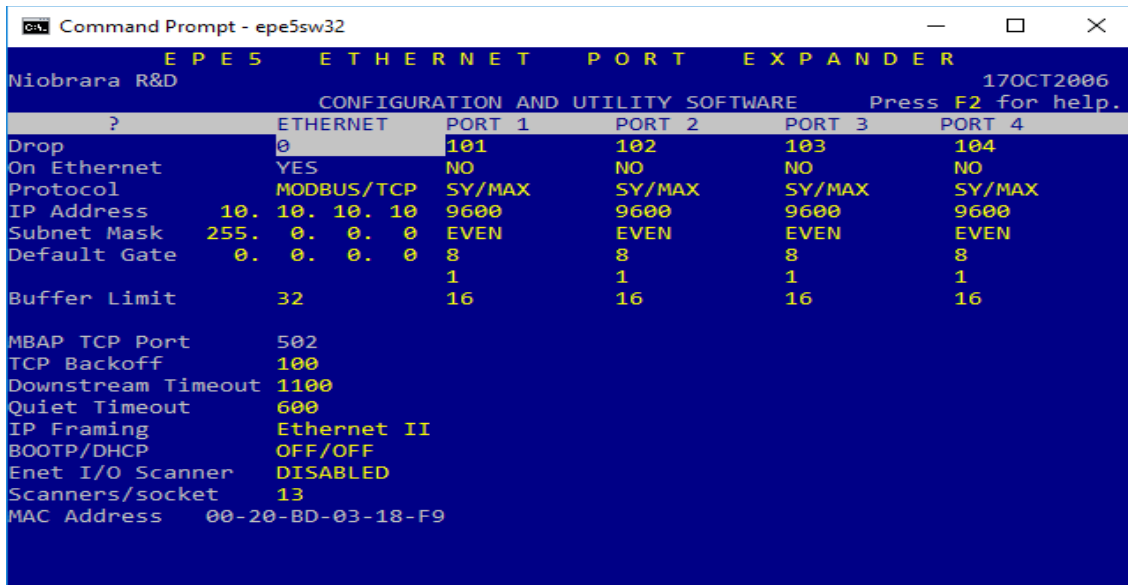 Command Prompt - epe5sw32
E P E 5 E T H E R N E T P O R T E X P A N D E R
Niobrara R&D 17OCT2006
CONFIGURATION AND UTILITY SOFTWARE Press F2 for help.
? ETHERNET PORT 1 PORT 2 PORT 3 PORT 4
Drop 0 101 102 103 104
On Ethernet YES NO NO NO NO
Protocol MODBUS/TCP SY/MAX SY/MAX SY/MAX SY/MAX
IP Address 10. 10. 10. 10 9600 9600 9600 9600
Subnet Mask 255. 0. 0. 0 EVEN EVEN EVEN EVEN
Default Gate 0. 0. 0. 0 8 8 8 8
1 1 1 1
Buffer Limit 32 16 16 16 16
MBAP TCP Port 502
TCP Backoff 100
Downstream Timeout 1100
Quiet Timeout 600
IP Framing Ethernet II
BOOTP/DHCP OFF/OFF
Enet I/O Scanner DISABLED
Scanners/socket 13
MAC Address 00-20-BD-03-18-F9